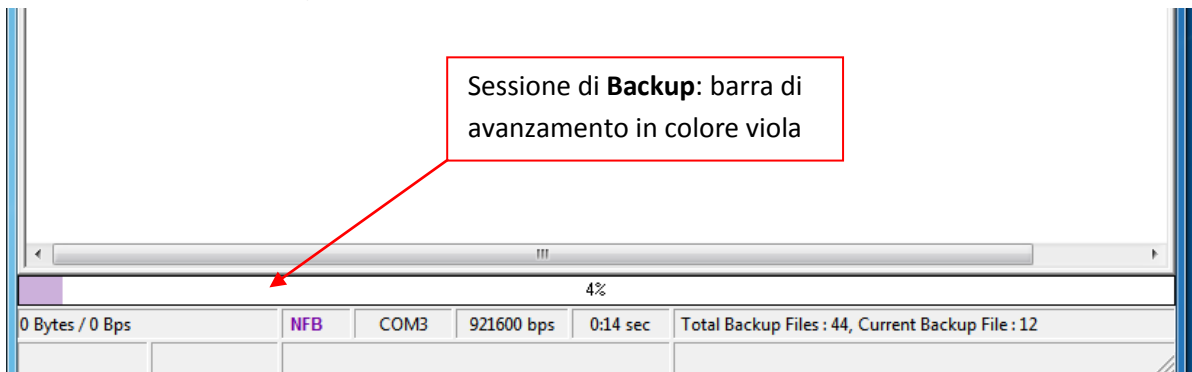 Sessione di Backup: barra di
avanzamento in colore viola
4%
0 Bytes / 0 Bps NFB COM3 921600 bps 0:14 sec Total Backup Files : 44, Current Backup File : 12